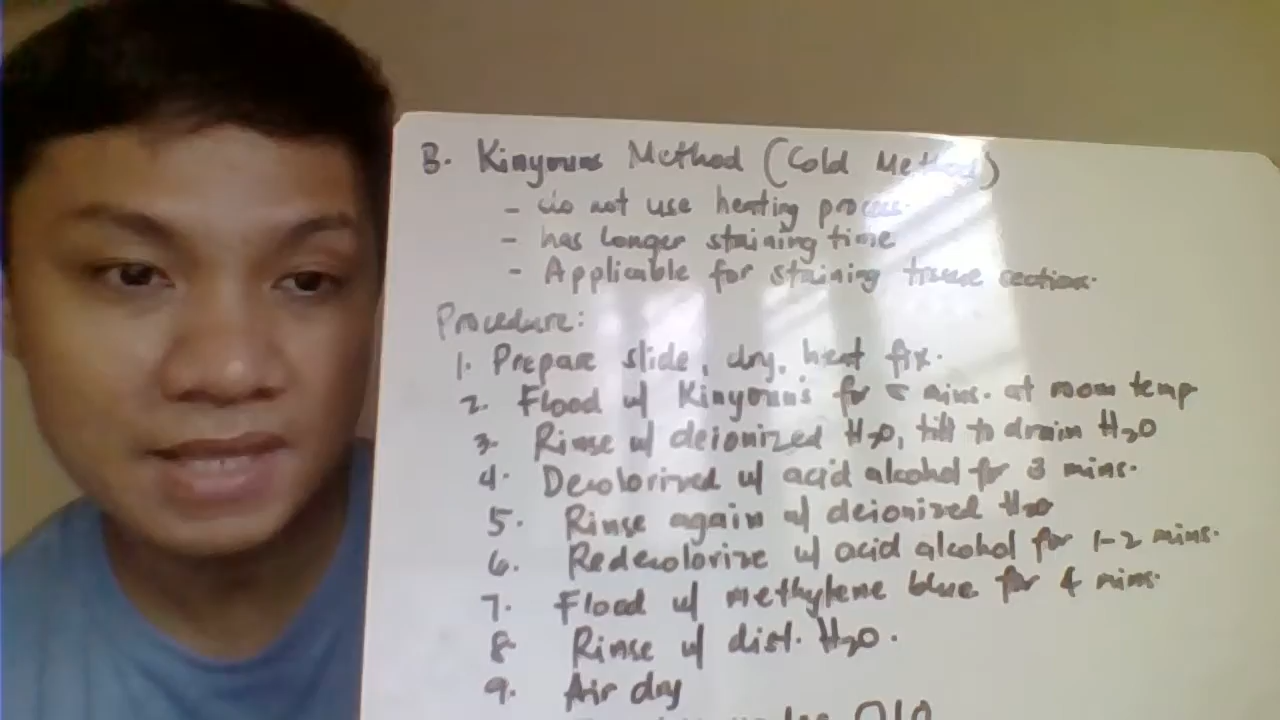 B. Kinyouns Method (Cold Method)
- do not use heating process.
- has longer staining time
- Applicable for staining tissue sections.
Procedure:
1. Prepare slide, dry, heat fix.
2. Flood w/ Kinyoun's for 5 mins. at room temp
3. Rinse w/ deionized H2O, tilt to drain H2O
4. Decolorized w/ acid alcohol for 3 mins.
5. Rinse again w/ deionized H2O
6. Redecolorize w/ acid alcohol for 1-2 mins.
7. Flood w/ methylene blue for 4 mins.
8. Rinse w/ dist. H2O.
9. Air dry